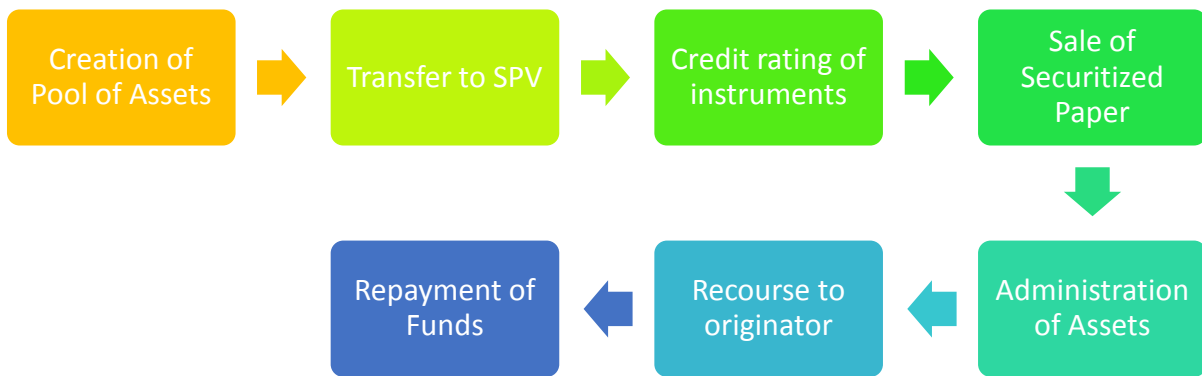 Creation of
Pool of Assets
Transfer to SPV
Credit rating of
instruments
Sale of
Securitized
Paper
Administration
of Assets
Recourse to
originator
Repayment of
Funds